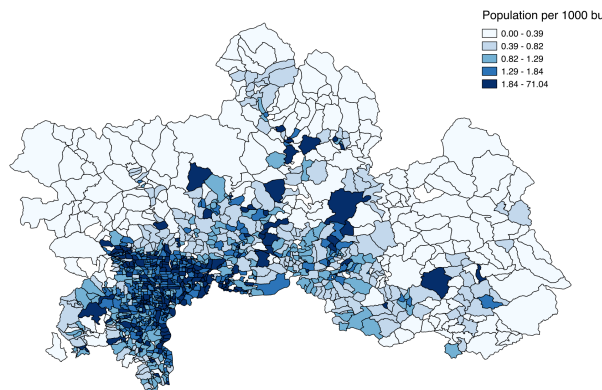 Population per 1000 bu
0.00 - 0.39
0.39 - 0.82
0.82 - 1.29
1.29 - 1.84
1.84 - 71.04